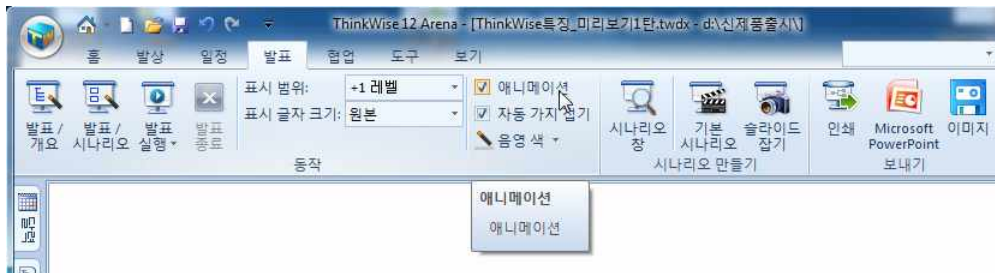 ThinkWise 12 Arena - [ThinkWise특징_미리보기1탄.twdx - d:\신제품출시\]
홈 발상 일정 발표 협업 도구 보기
표시 범위: +1 레벨 애니메이션
표시 글자 크기: 원본 자동 가지 접기
음영 색
발표 / 개요
발표 / 시나리오
발표 실행
발표 종료
시나리오 창
기본 시나리오
슬라이드 잡기
인쇄
Microsoft PowerPoint
이미지
동작 시나리오 만들기 보내기
애니메이션
애니메이션